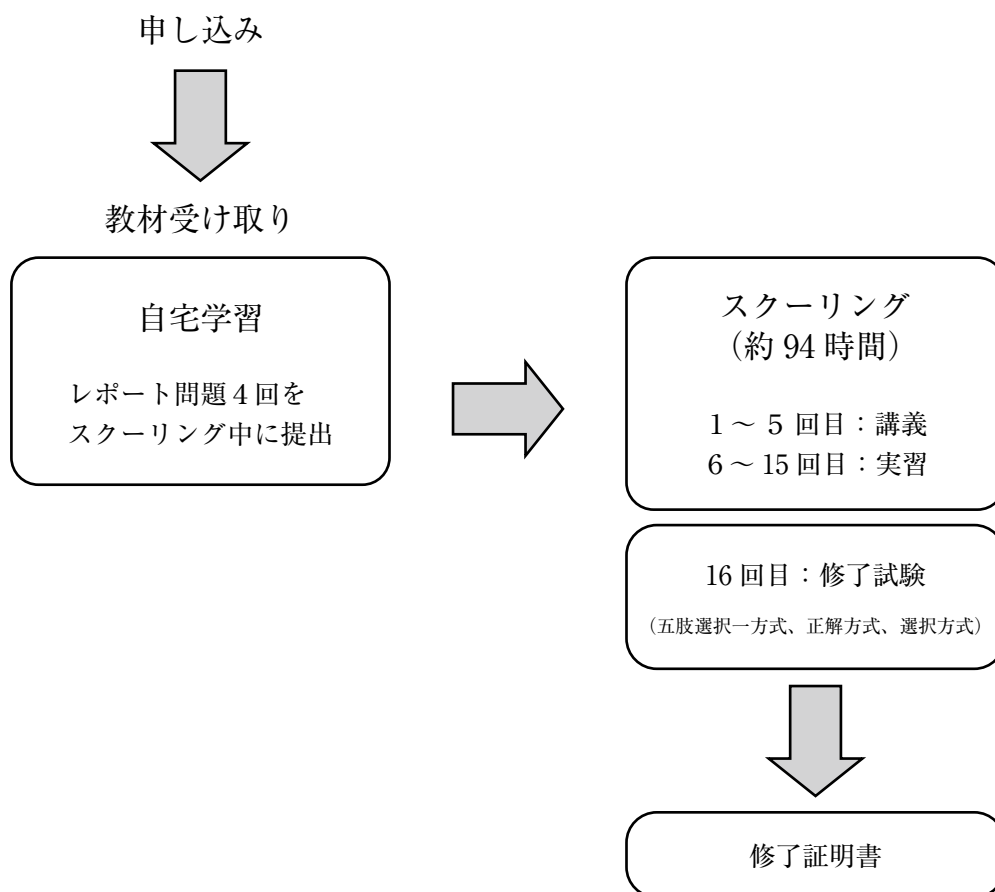 申し込み
教材受け取り
自宅学習
レポート問題４回を
スクーリング中に提出
スクーリング
（約 94 時間）
１～５ 回目：講義
６～ 15 回目：実習
16 回目：修了試験
（五肢選択一方式、正解方式、選択方式）
修了証明書